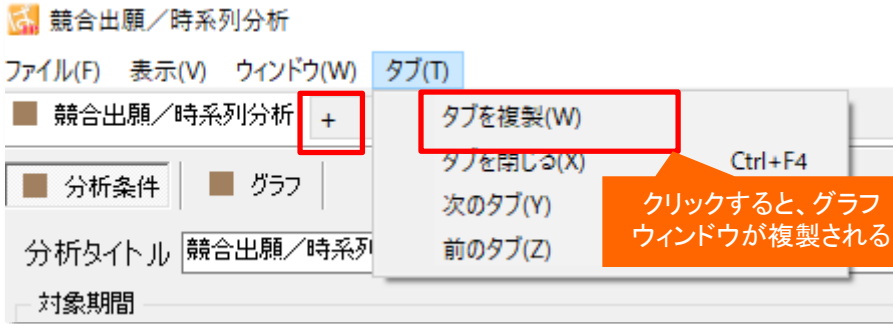 競合出願／時系列分析
ファイル(F) 表示(V) ウィンドウ(W) タブ(T)
競合出願／時系列分析 +
タブを複製(W)
タブを閉じる(X) Ctrl+F4
次のタブ(Y)
前のタブ(Z)
クリックすると、グラフ
ウィンドウが複製される
分析条件 グラフ
分析タイトル 競合出願／時系列
対象期間